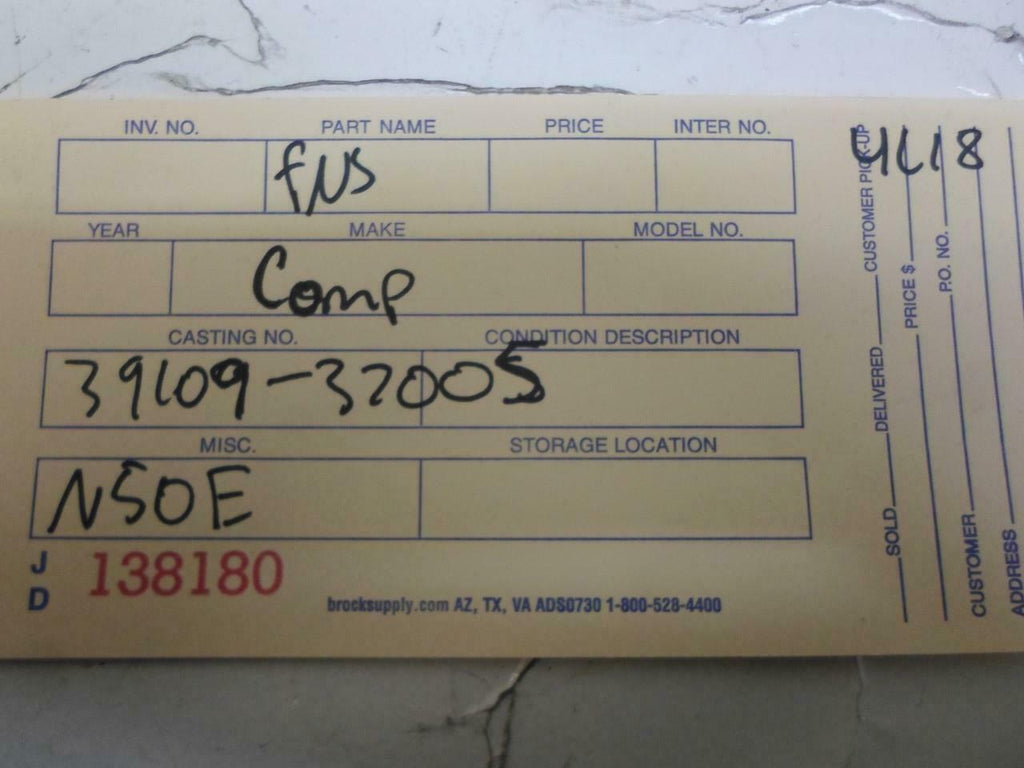 INV. NO. PART NAME PRICE INTER NO.
fNS
YEAR MAKE MODEL NO.
Comp
CASTING NO. CONDITION DESCRIPTION
39109-32005
MISC. STORAGE LOCATION
NSOE
J
D
138180
brocksupply.com AZ, TX, VA ADS0730 1-800-528-4400
4618
SOLD DELIVERED CUSTOMER PICK-UP
PRICE $
P.O. NO.
CUSTOMER
ADDRESS